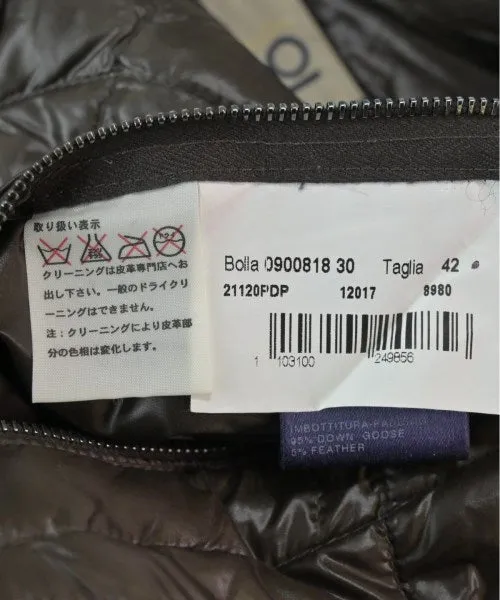 取り扱い表示
クリーニングは皮革専門店へお
出し下さい。一般のドライクリ
ーニングはできません。
注：クリーニングにより皮革部
分の色相は変化します。
Bolla 0900818 30 Taglia 42
21120PDP 12017 8980
1 103100 249856
IMBOTTITURA-PADDING
95% DOWN GOOSE
5% FEATHER